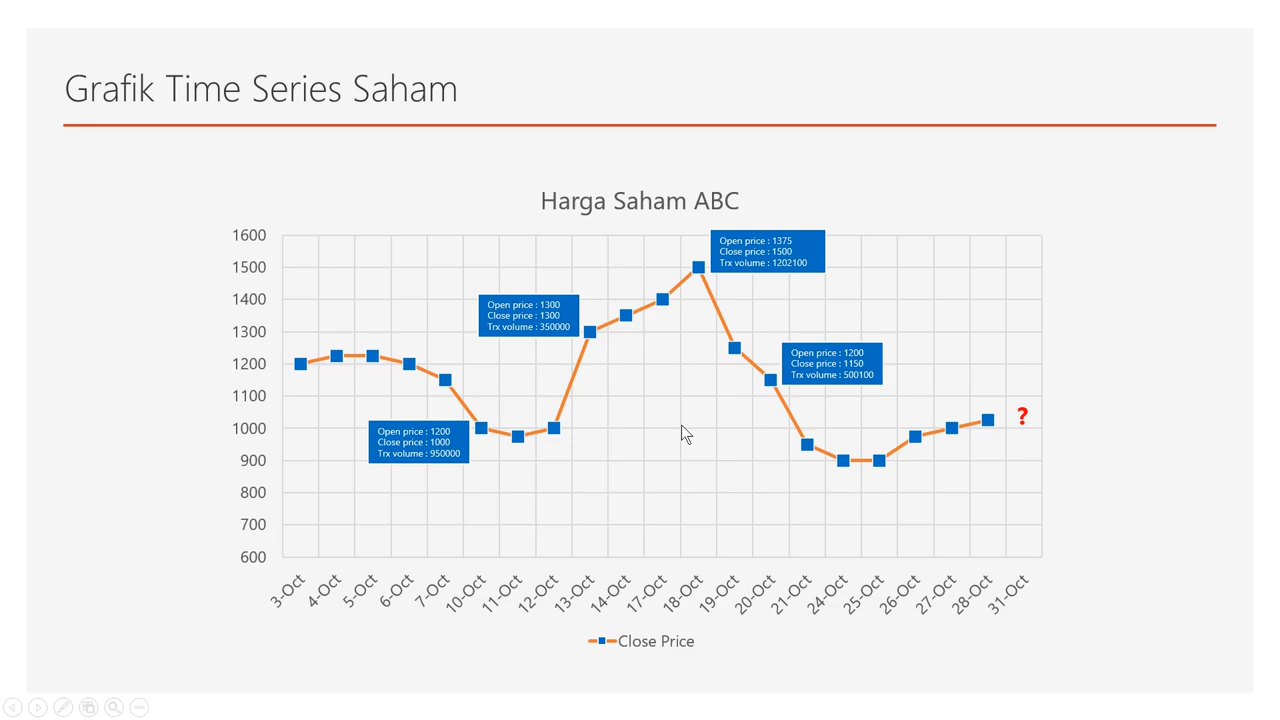 Grafik Time Series Saham
Harga Saham ABC
1600
1500
1400
1300
1200
1100
1000
900
800
700
600
Open price : 1375
Close price : 1500
Trx volume : 1202100
Open price : 1300
Close price : 1300
Trx volume : 350000
Open price : 1200
Close price : 1150
Trx volume : 500100
Open price : 1200
Close price : 1000
Trx volume : 950000
?
3-Oct
4-Oct
5-Oct
6-Oct
7-Oct
10-Oct
11-Oct
12-Oct
13-Oct
14-Oct
17-Oct
18-Oct
19-Oct
20-Oct
21-Oct
24-Oct
25-Oct
26-Oct
27-Oct
28-Oct
31-Oct
Close Price